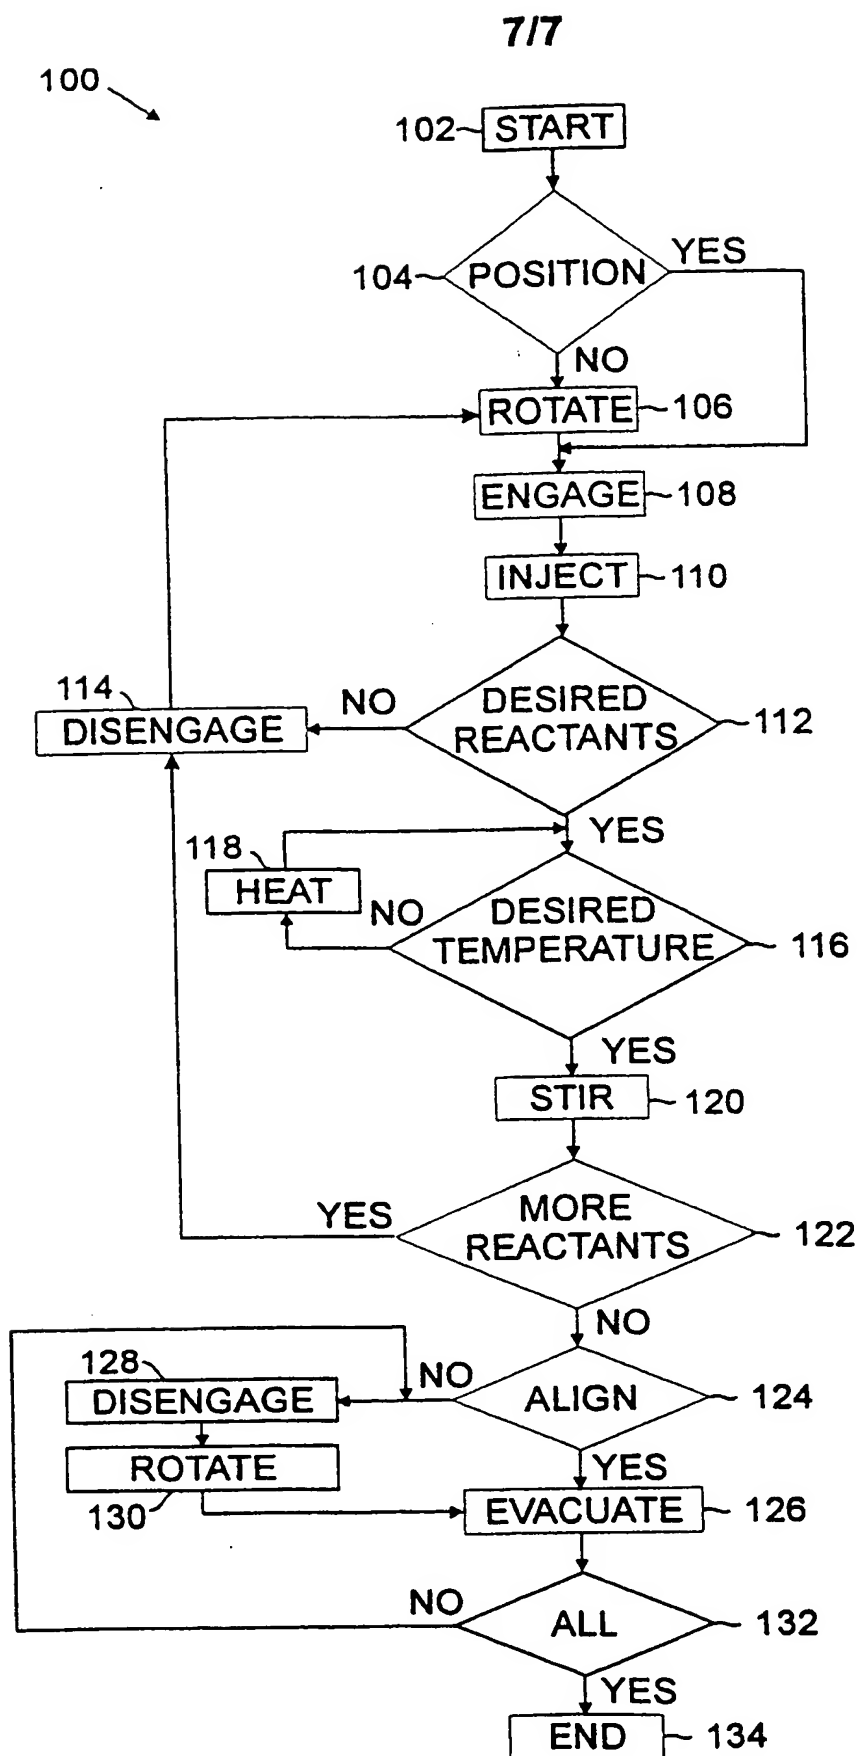 7/7
100
102 START
104 POSITION YES
NO
ROTATE 106
ENGAGE 108
INJECT 110
114
DISENGAGE
NO
DESIRED
REACTANTS
112
YES
118
HEAT
NO
DESIRED
TEMPERATURE
116
YES
STIR 120
YES
MORE
REACTANTS
122
NO
128
DISENGAGE
NO
ALIGN
124
ROTATE
130
YES
EVACUATE 126
NO
ALL
132
YES
END 134